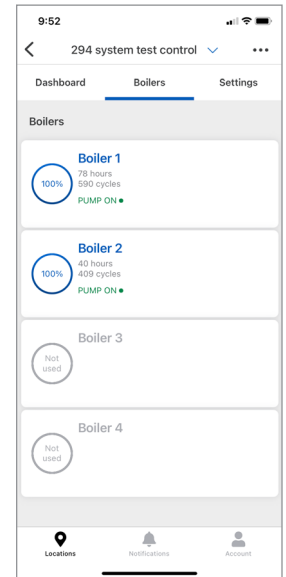 9:52
294 system test control
Dashboard Boilers Settings
Boilers
Boiler 1
78 hours
100%
590 cycles
PUMP ON
Boiler 2
40 hours
100%
409 cycles
PUMP ON
Boiler 3
Not
used
Boiler 4
Not
used
Locations Notifications Account